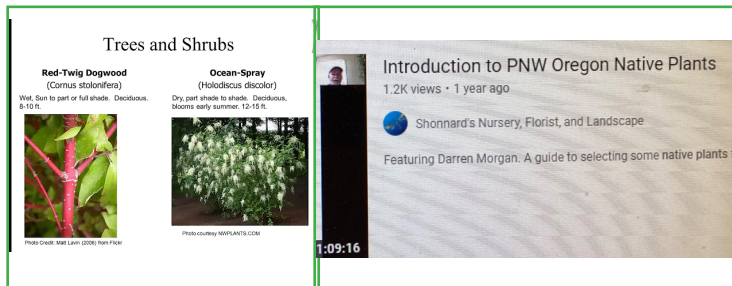 Trees and Shrubs
Red-Twig Dogwood
(Cornus stolonifera)
Wet, Sun to part or full shade. Deciduous.
8-10 ft.
Photo Credit: Matt Lavin (2006) from Flickr
Ocean-Spray
(Holodiscus discolor)
Dry, part shade to shade. Deciduous,
blooms early summer. 12-15 ft.
Photo courtesy NWPLANTS.COM
1:09:16
Introduction to PNW Oregon Native Plants
1.2K views • 1 year ago
Shonnard's Nursery, Florist, and Landscape
Featuring Darren Morgan. A guide to selecting some native plants